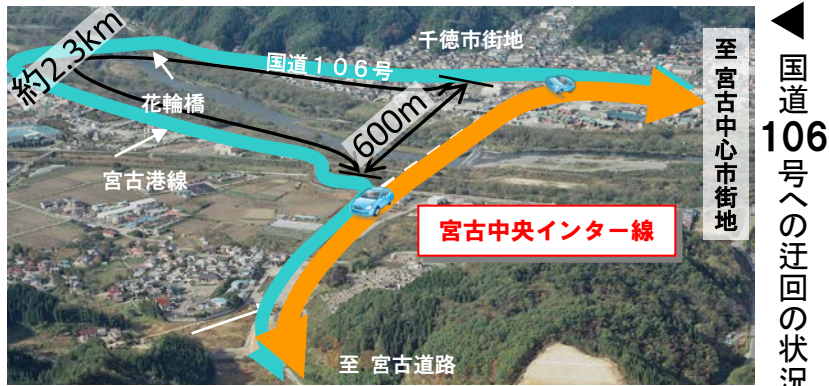 千徳市街地
国道１０６号
約2.3km
花輪橋
600m
宮古港線
宮古中央インター線
至 宮古道路
至 宮古中心市街地
◀国道106号への迂回の状況